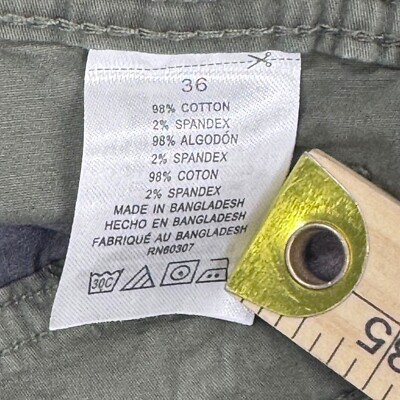 36
98% COTTON
2% SPANDEX
98% ALGODÓN
2% SPANDEX
98% COTON
2% SPANDEX
MADE IN BANGLADESH
HECHO EN BANGLADESH
FABRIQUÉ AU BANGLADESH
RN60307
30C
35